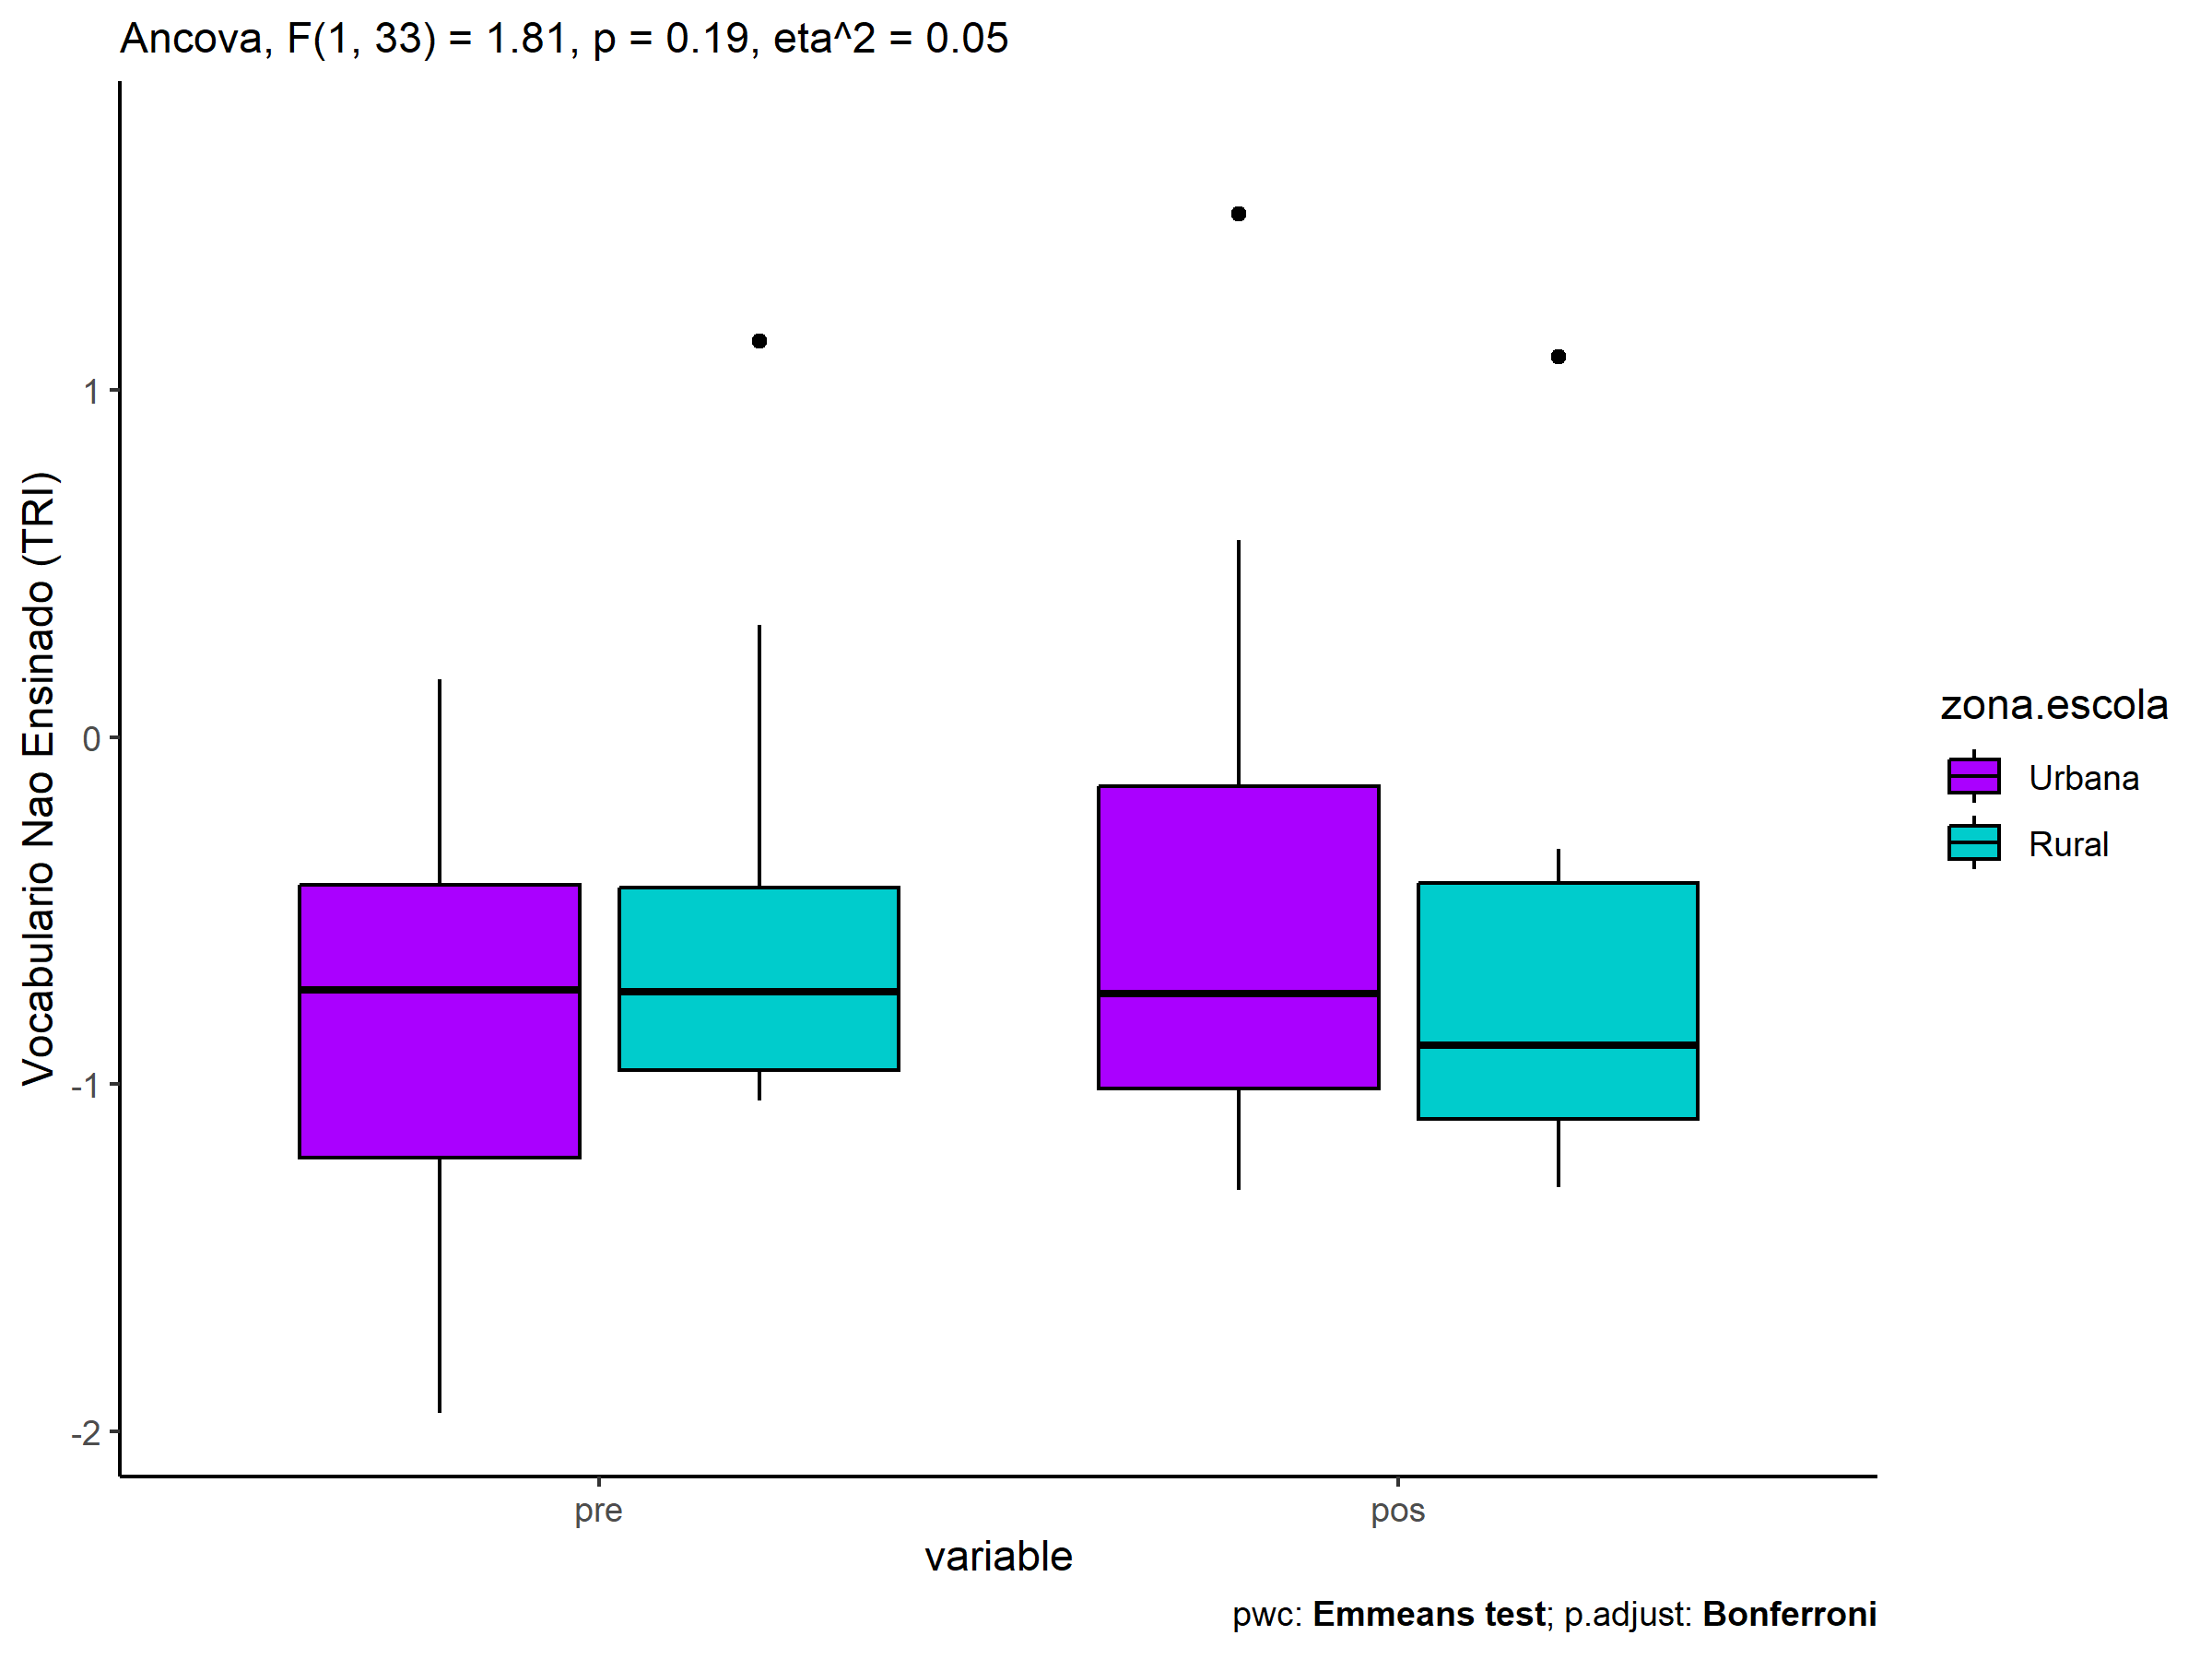 Ancova, F(1, 33) = 1.81, p = 0.19, eta^2 = 0.05
Vocabulario Nao Ensinado (TRI)
1
0
-1
-2
pre
pos
variable
zona.escola
Urbana
Rural
pwc: Emmeans test; p.adjust: Bonferroni